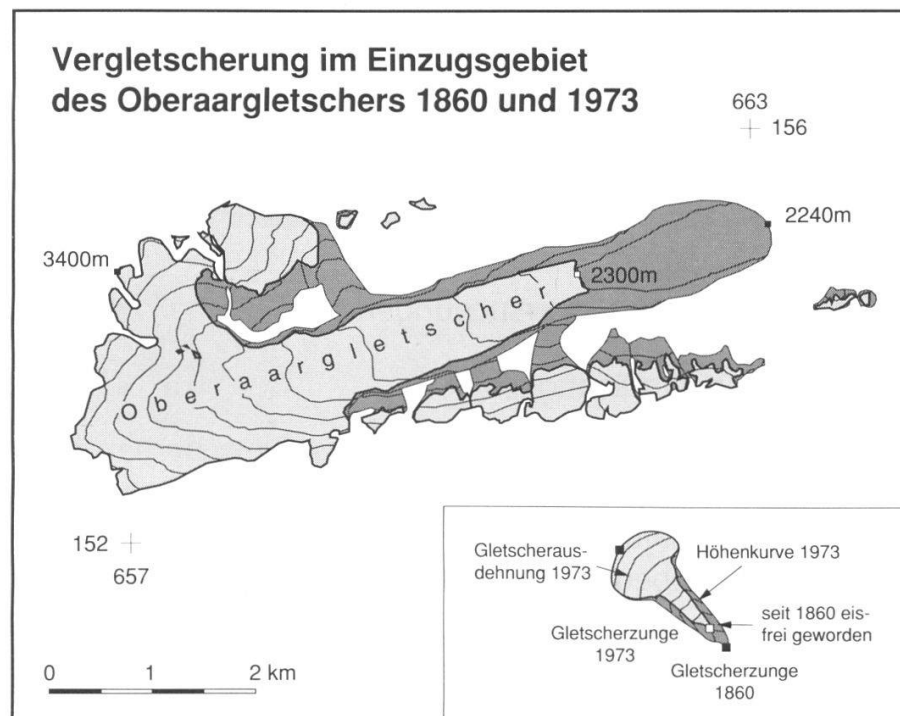 Vergletscherung im Einzugsgebiet
des Oberaargletschers 1860 und 1973
663
156
2240m
3400m
2300m
Oberaargletscher
152
657
Gletscheraus-
dehnung 1973
Höhenkurve 1973
seit 1860 eis-
frei geworden
Gletscherzunge
1973
Gletscherzunge
1860
0 1 2 km